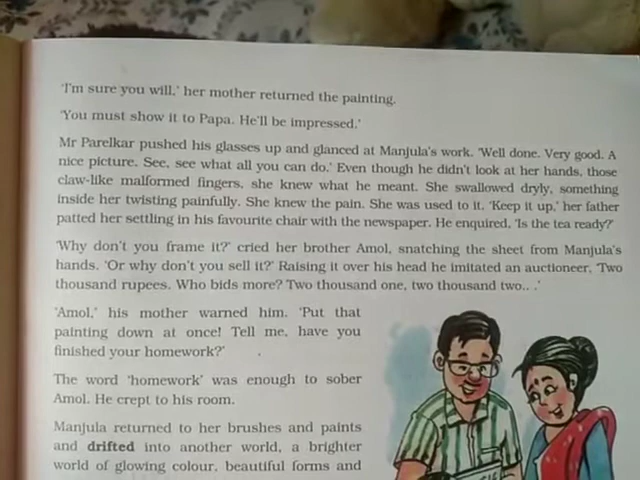 'I'm sure you will,' her mother returned the painting.
'You must show it to Papa. He'll be impressed.'
Mr Parelkar pushed his glasses up and glanced at Manjula's work. 'Well done. Very good. A
nice picture. See, see what all you can do.' Even though he didn't look at her hands, those
claw-like malformed fingers, she knew what he meant. She swallowed dryly, something
inside her twisting painfully. She knew the pain. She was used to it. 'Keep it up,' her father
patted her settling in his favourite chair with the newspaper. He enquired, 'Is the tea ready?'
'Why don't you frame it?' cried her brother Amol, snatching the sheet from Manjula's
hands. 'Or why don't you sell it?' Raising it over his head he imitated an auctioneer, 'Two
thousand rupees. Who bids more? Two thousand one, two thousand two.. .'
'Amol,' his mother warned him. 'Put that
painting down at once! Tell me, have you
finished your homework?'
The word 'homework' was enough to sober
Amol. He crept to his room.
Manjula returned to her brushes and paints
and drifted into another world, a brighter
world of glowing colour, beautiful forms and